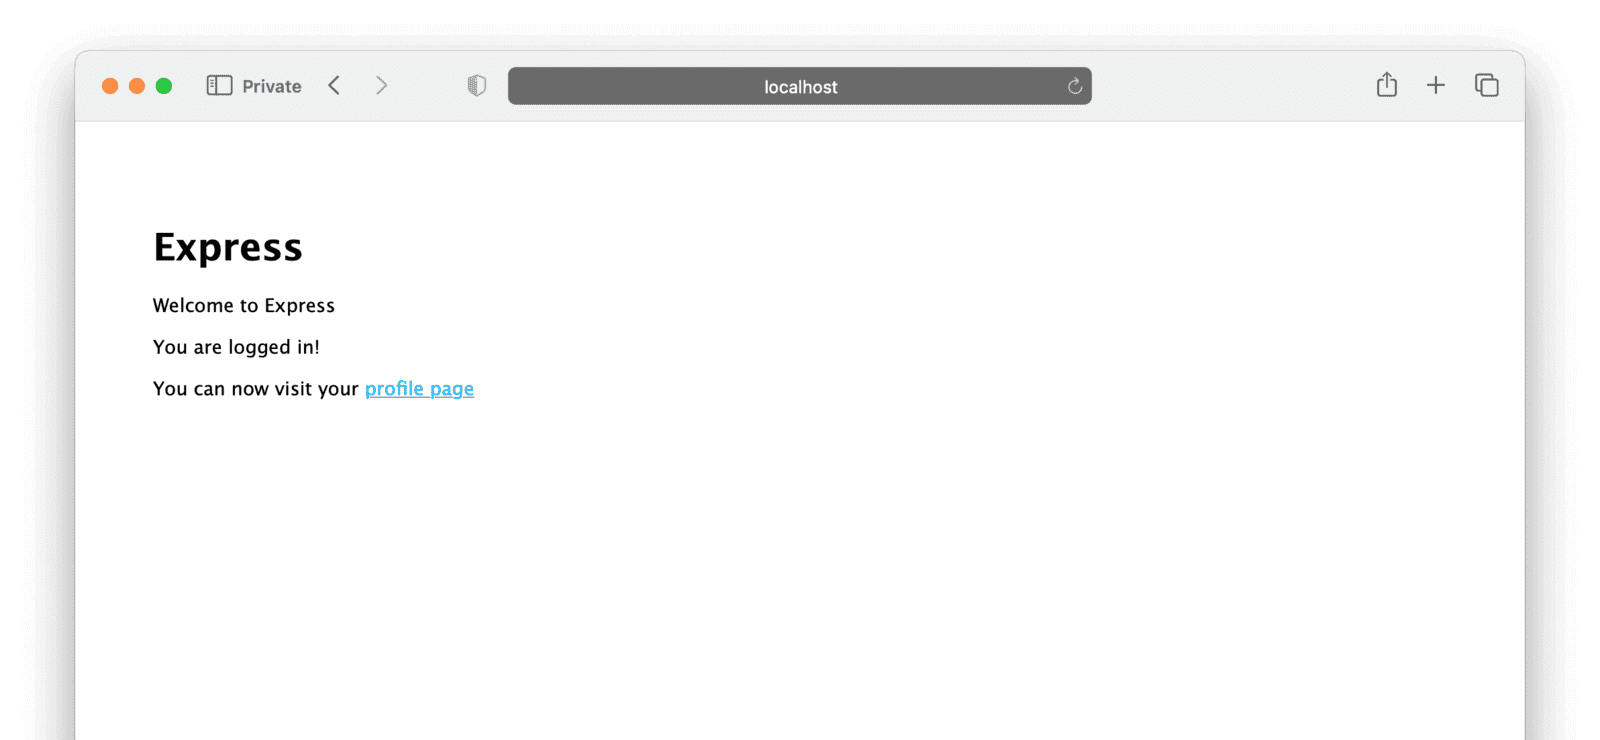 Private
localhost
Express
Welcome to Express
You are logged in!
You can now visit your profile page